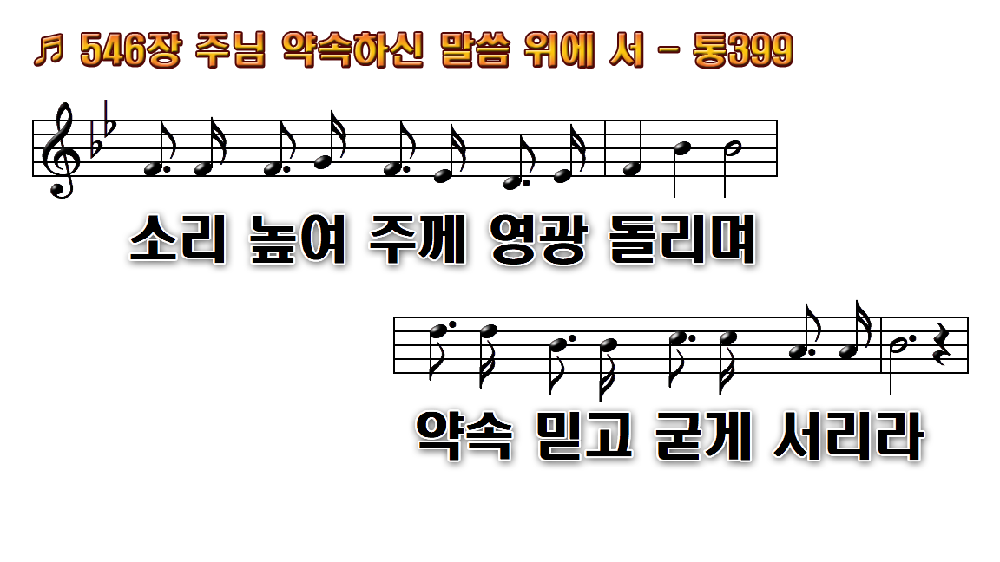 ♬ 546장 주님 약속하신 말씀 위에 서 - 통399
소리 높여 주께 영광 돌리며
약속 믿고 굳게 서리라